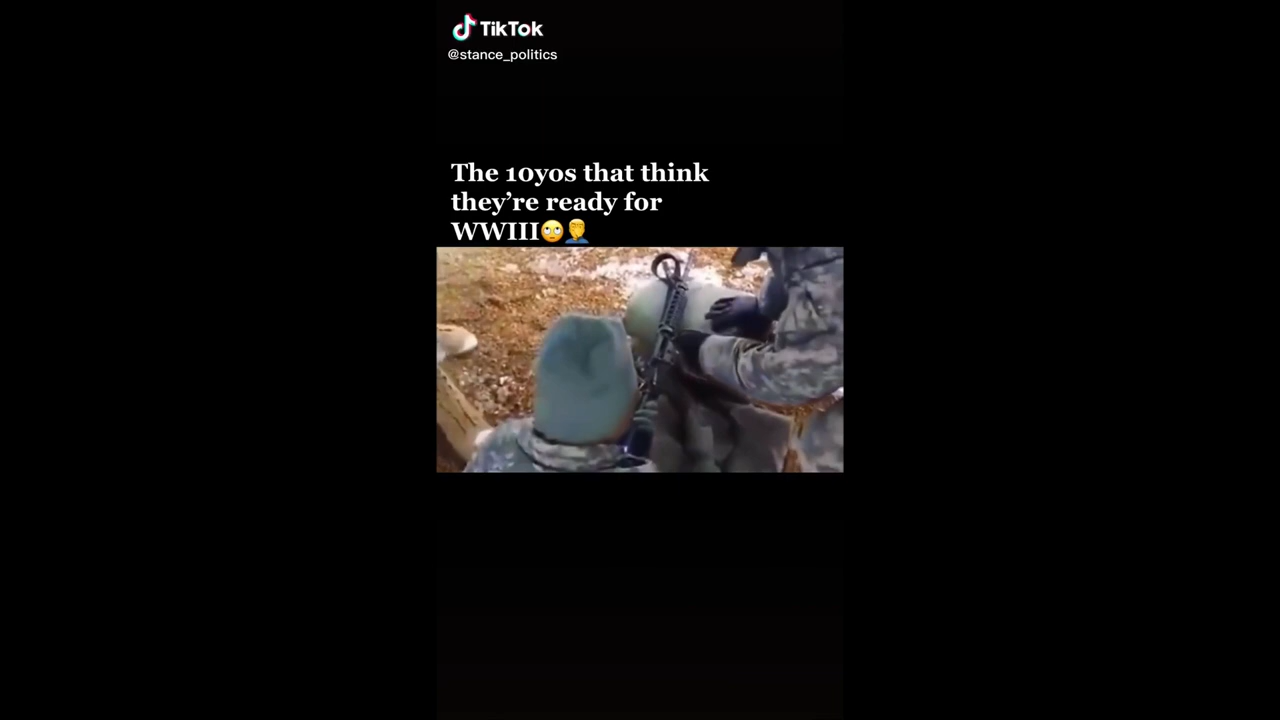 TikTok
@stance_politics
The 10yos that think
they’re ready for
WWIII🙄🤦‍♂️